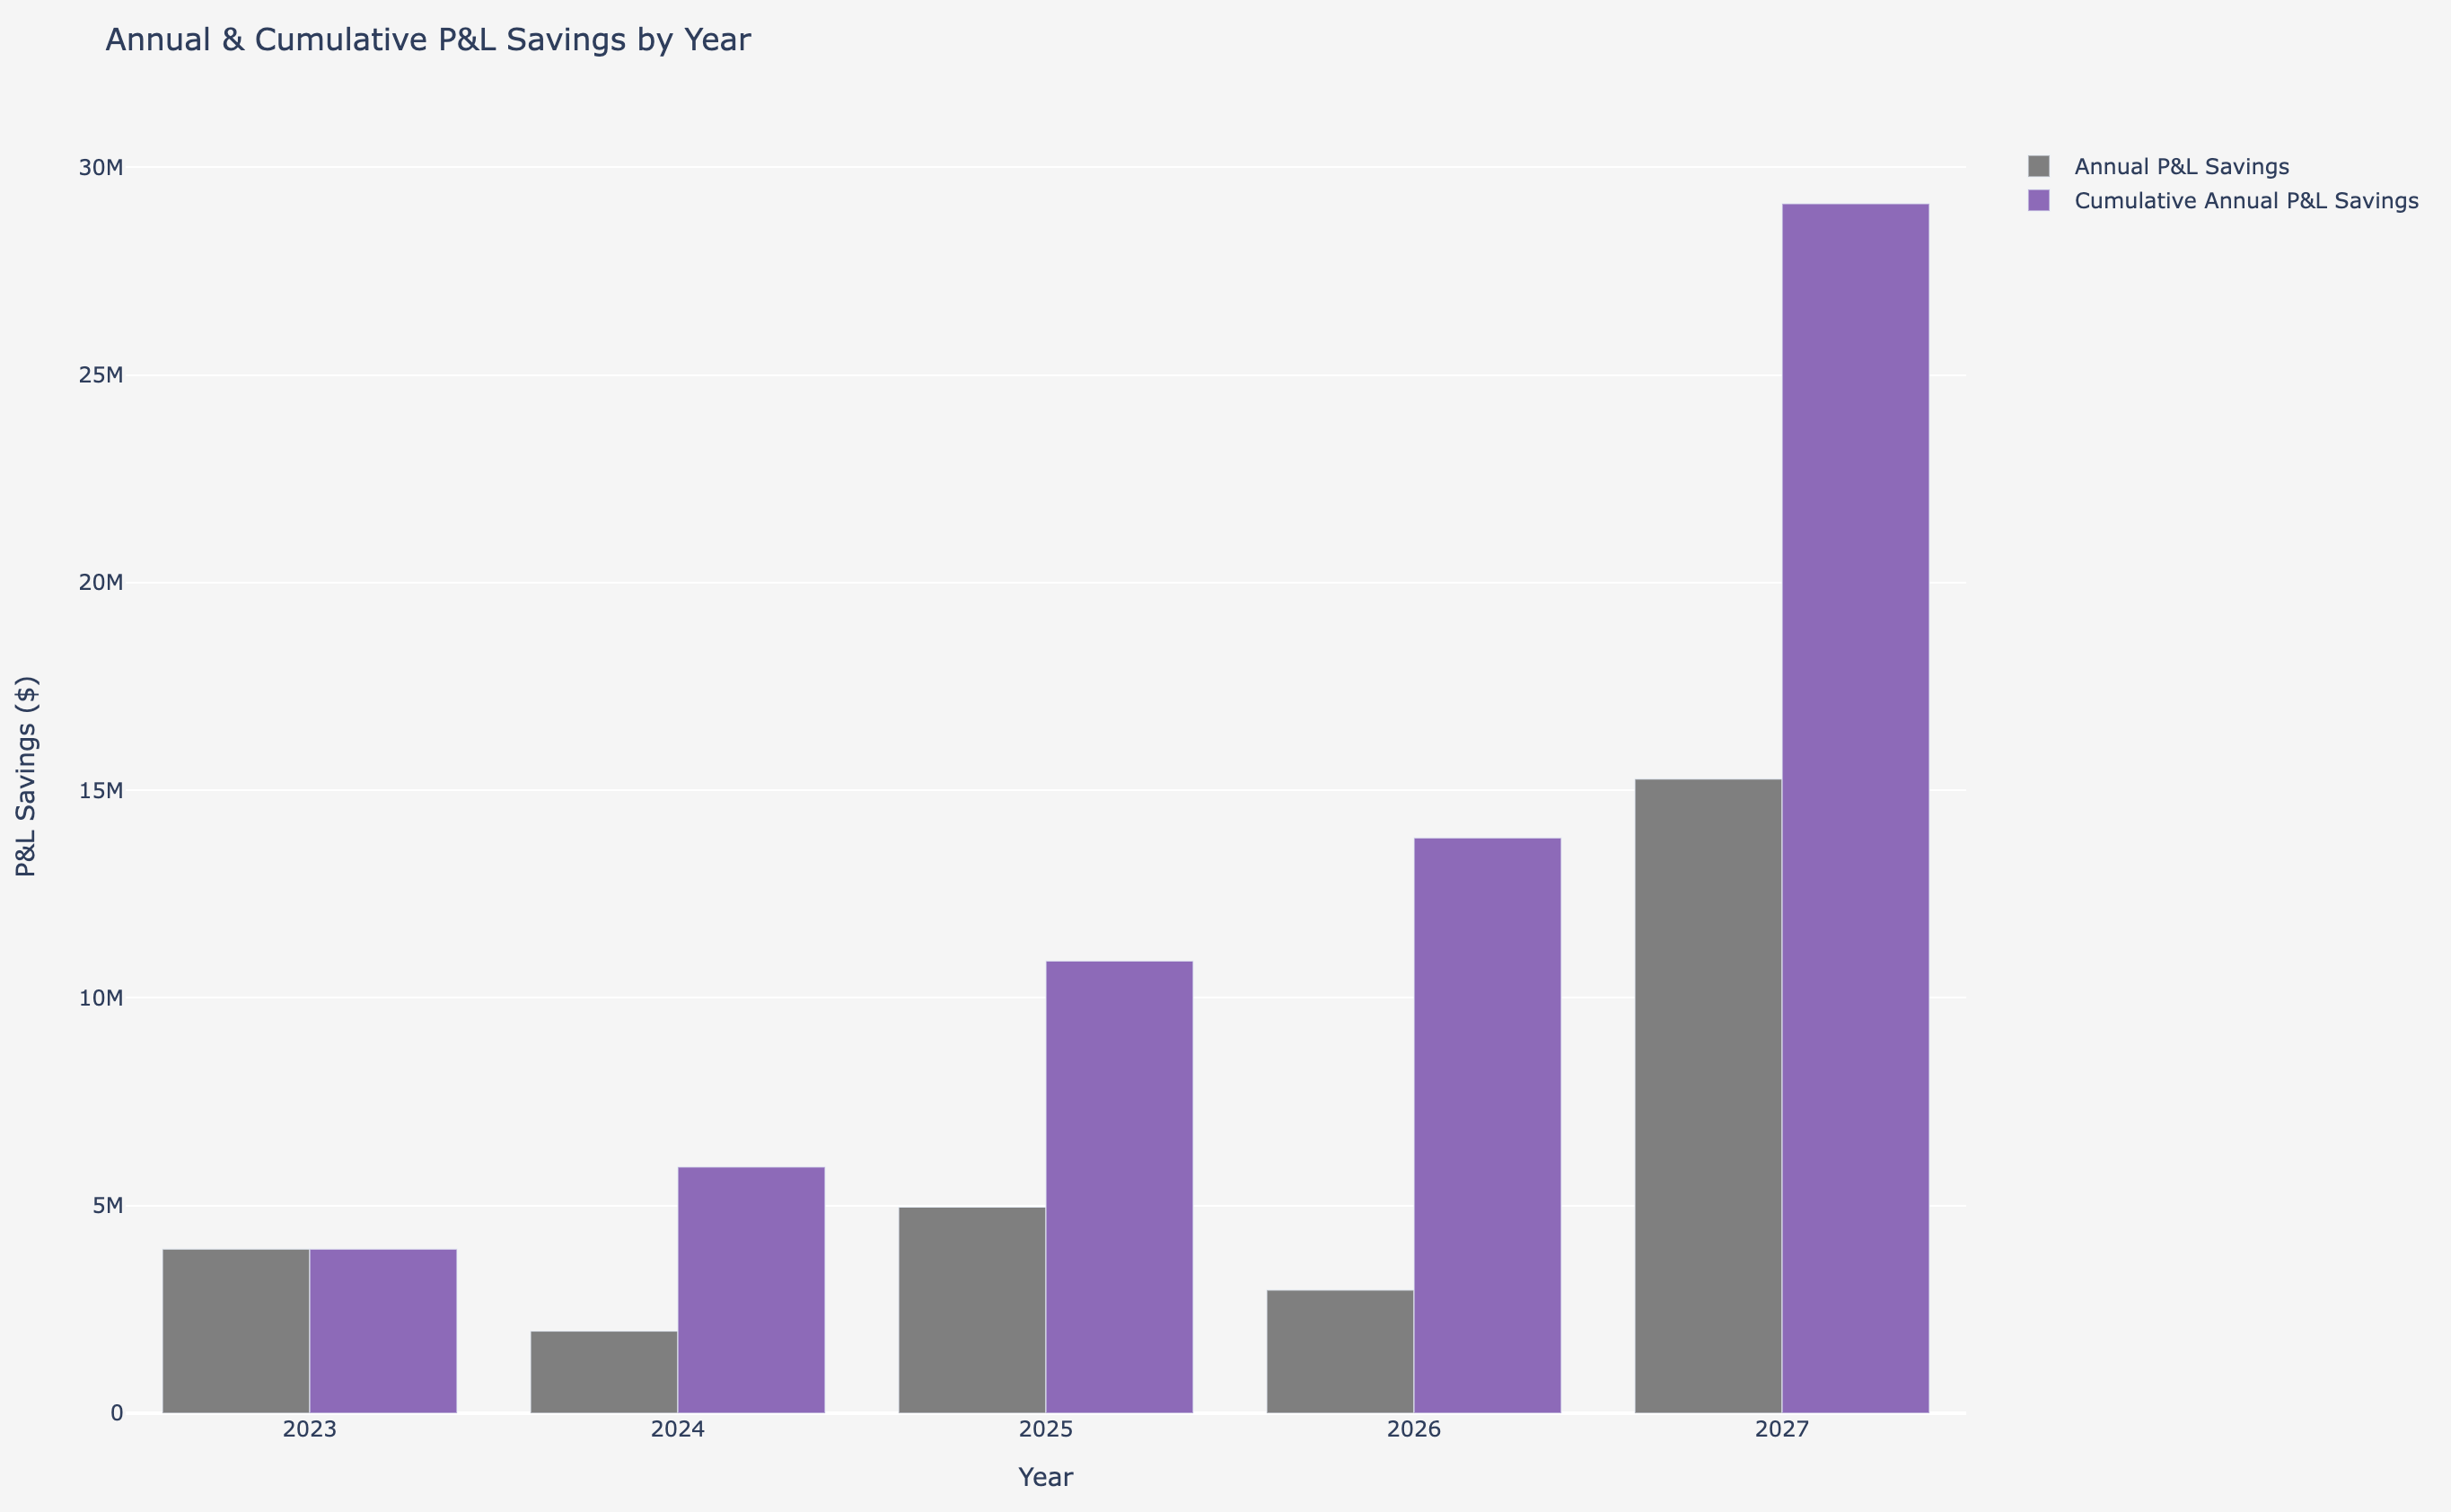 Annual & Cumulative P&L Savings by Year
Annual P&L Savings
Cumulative Annual P&L Savings
P&L Savings ($)
30M
25M
20M
15M
10M
5M
0
2023
2024
2025
2026
2027
Year